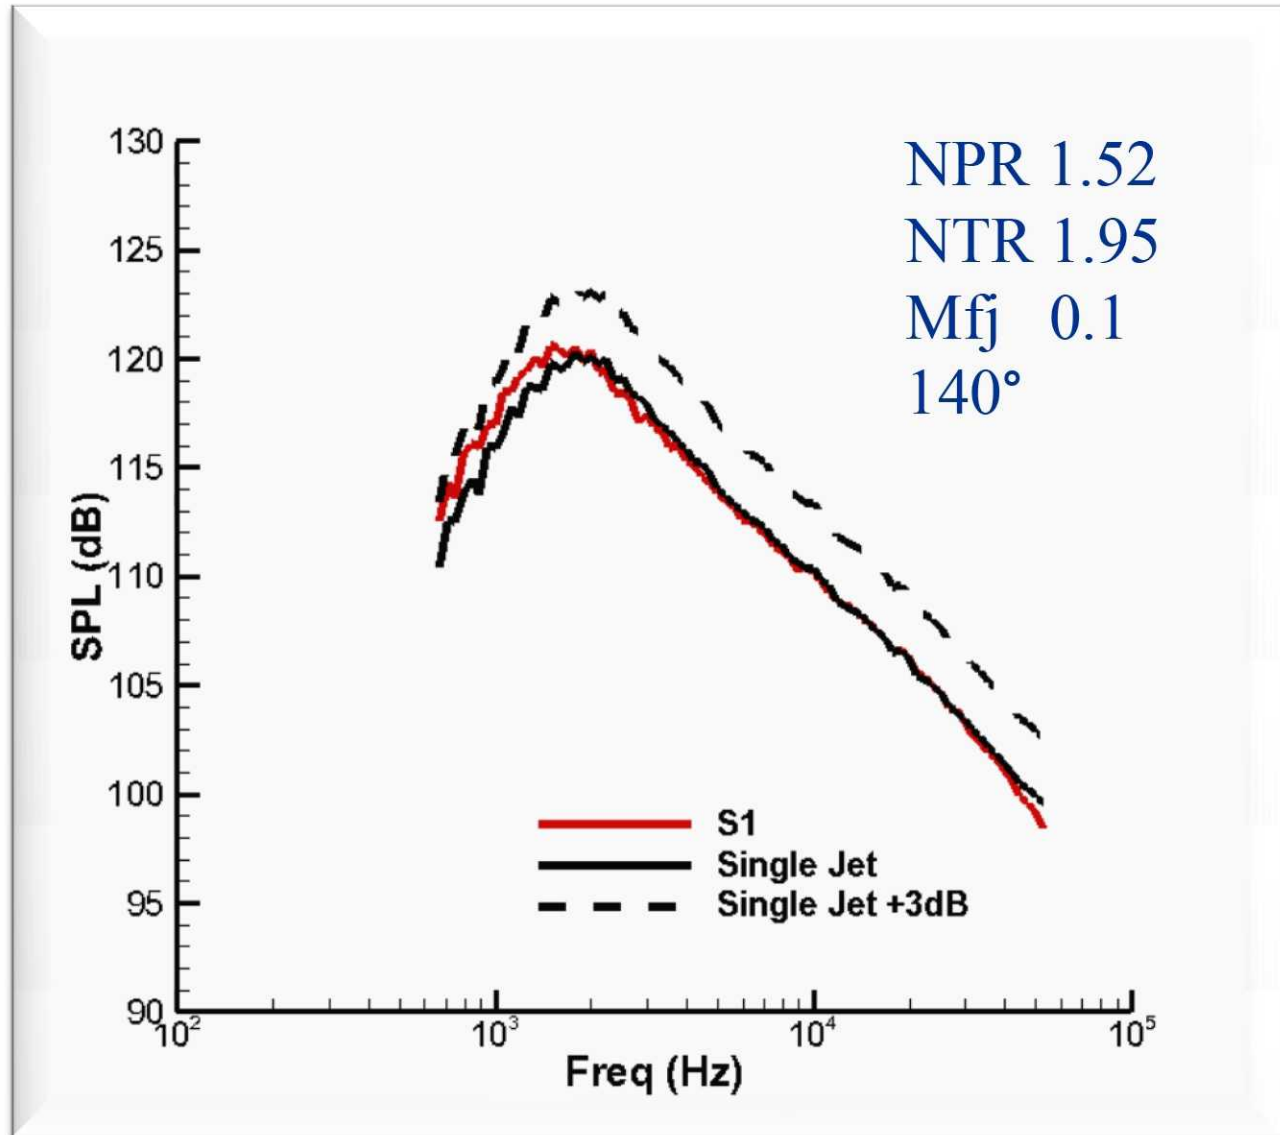 NPR 1.52
NTR 1.95
Mfj 0.1
140°
130
125
120
115
110
105
100
95
90
SPL (dB)
S1
Single Jet
Single Jet +3dB
10²
10³
10⁴
10⁵
Freq (Hz)